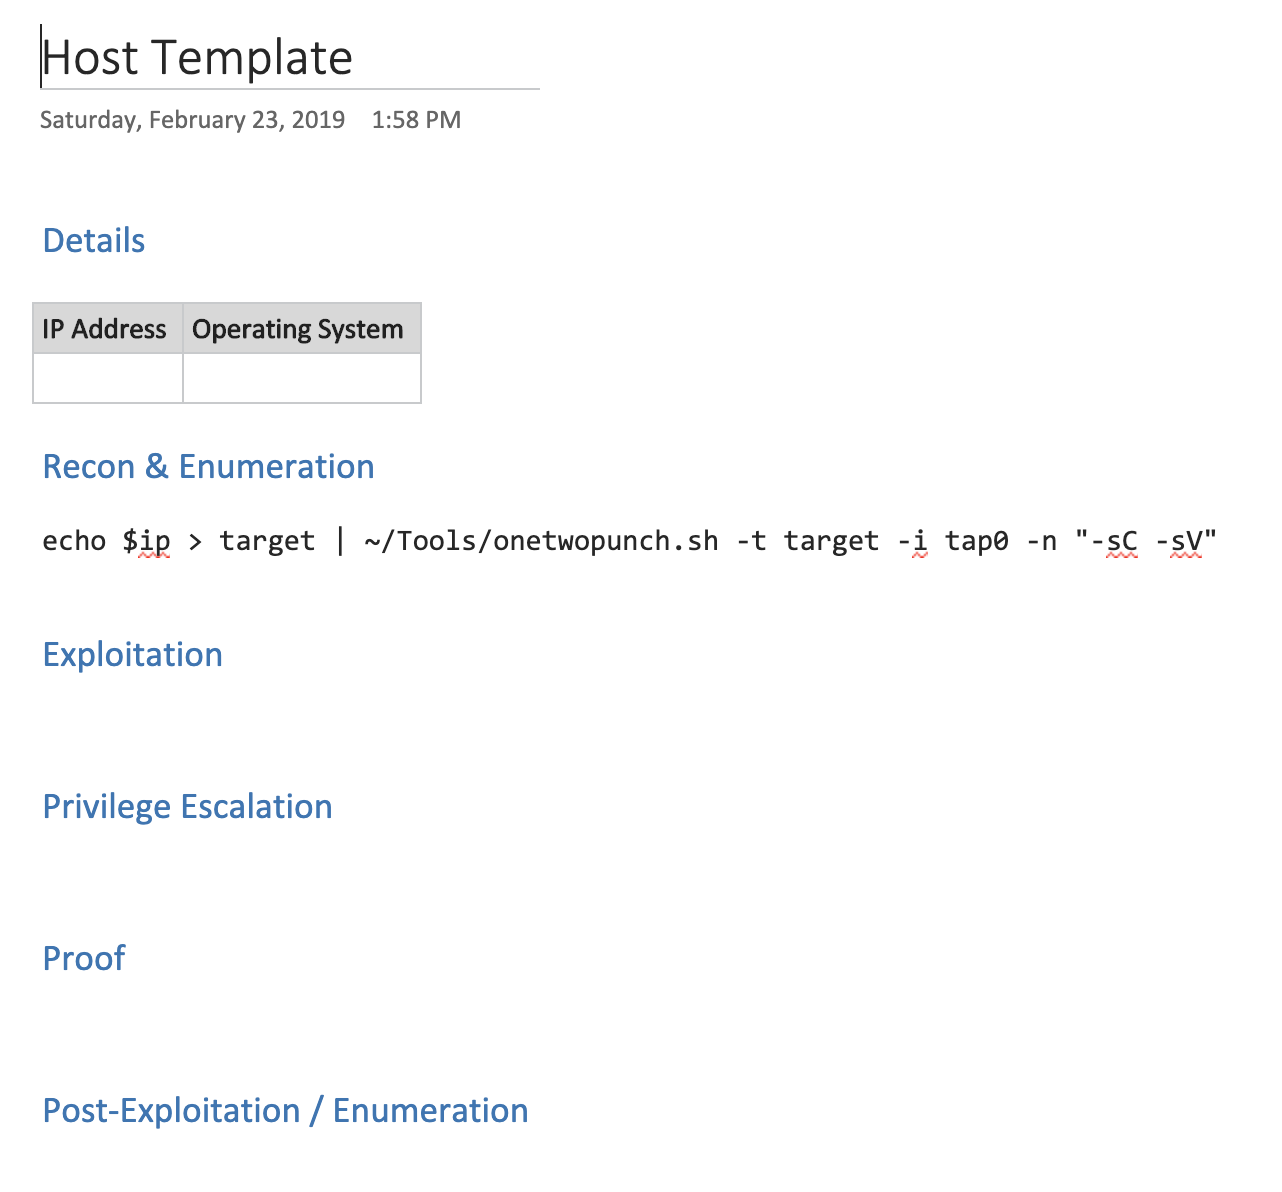 Host Template
Saturday, February 23, 2019 1:58 PM
Details
IP Address Operating System
Recon & Enumeration
echo $ip > target | ~/Tools/onetwopunch.sh -t target -i tap0 -n "-sC -sV"
Exploitation
Privilege Escalation
Proof
Post-Exploitation / Enumeration